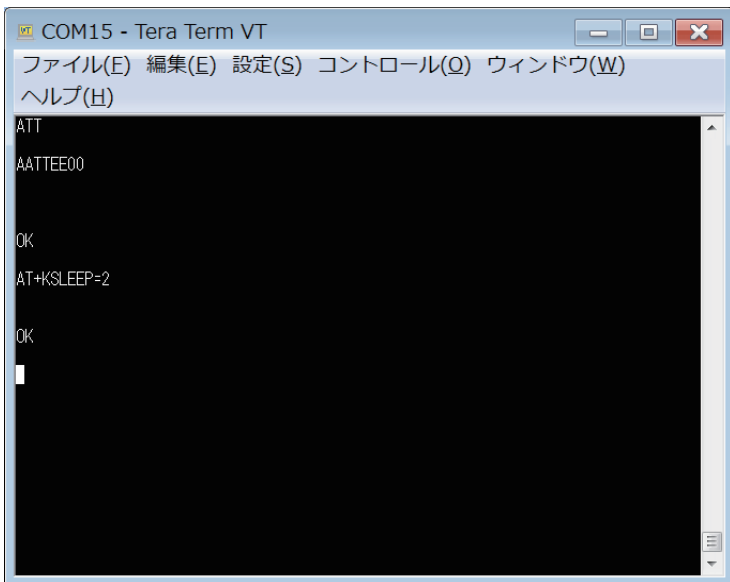 COM15 - Tera Term VT
ファイル(F) 編集(E) 設定(S) コントロール(O) ウィンドウ(W)
ヘルプ(H)
ATT
AATTEE00
OK
AT+KSLEEP=2
OK